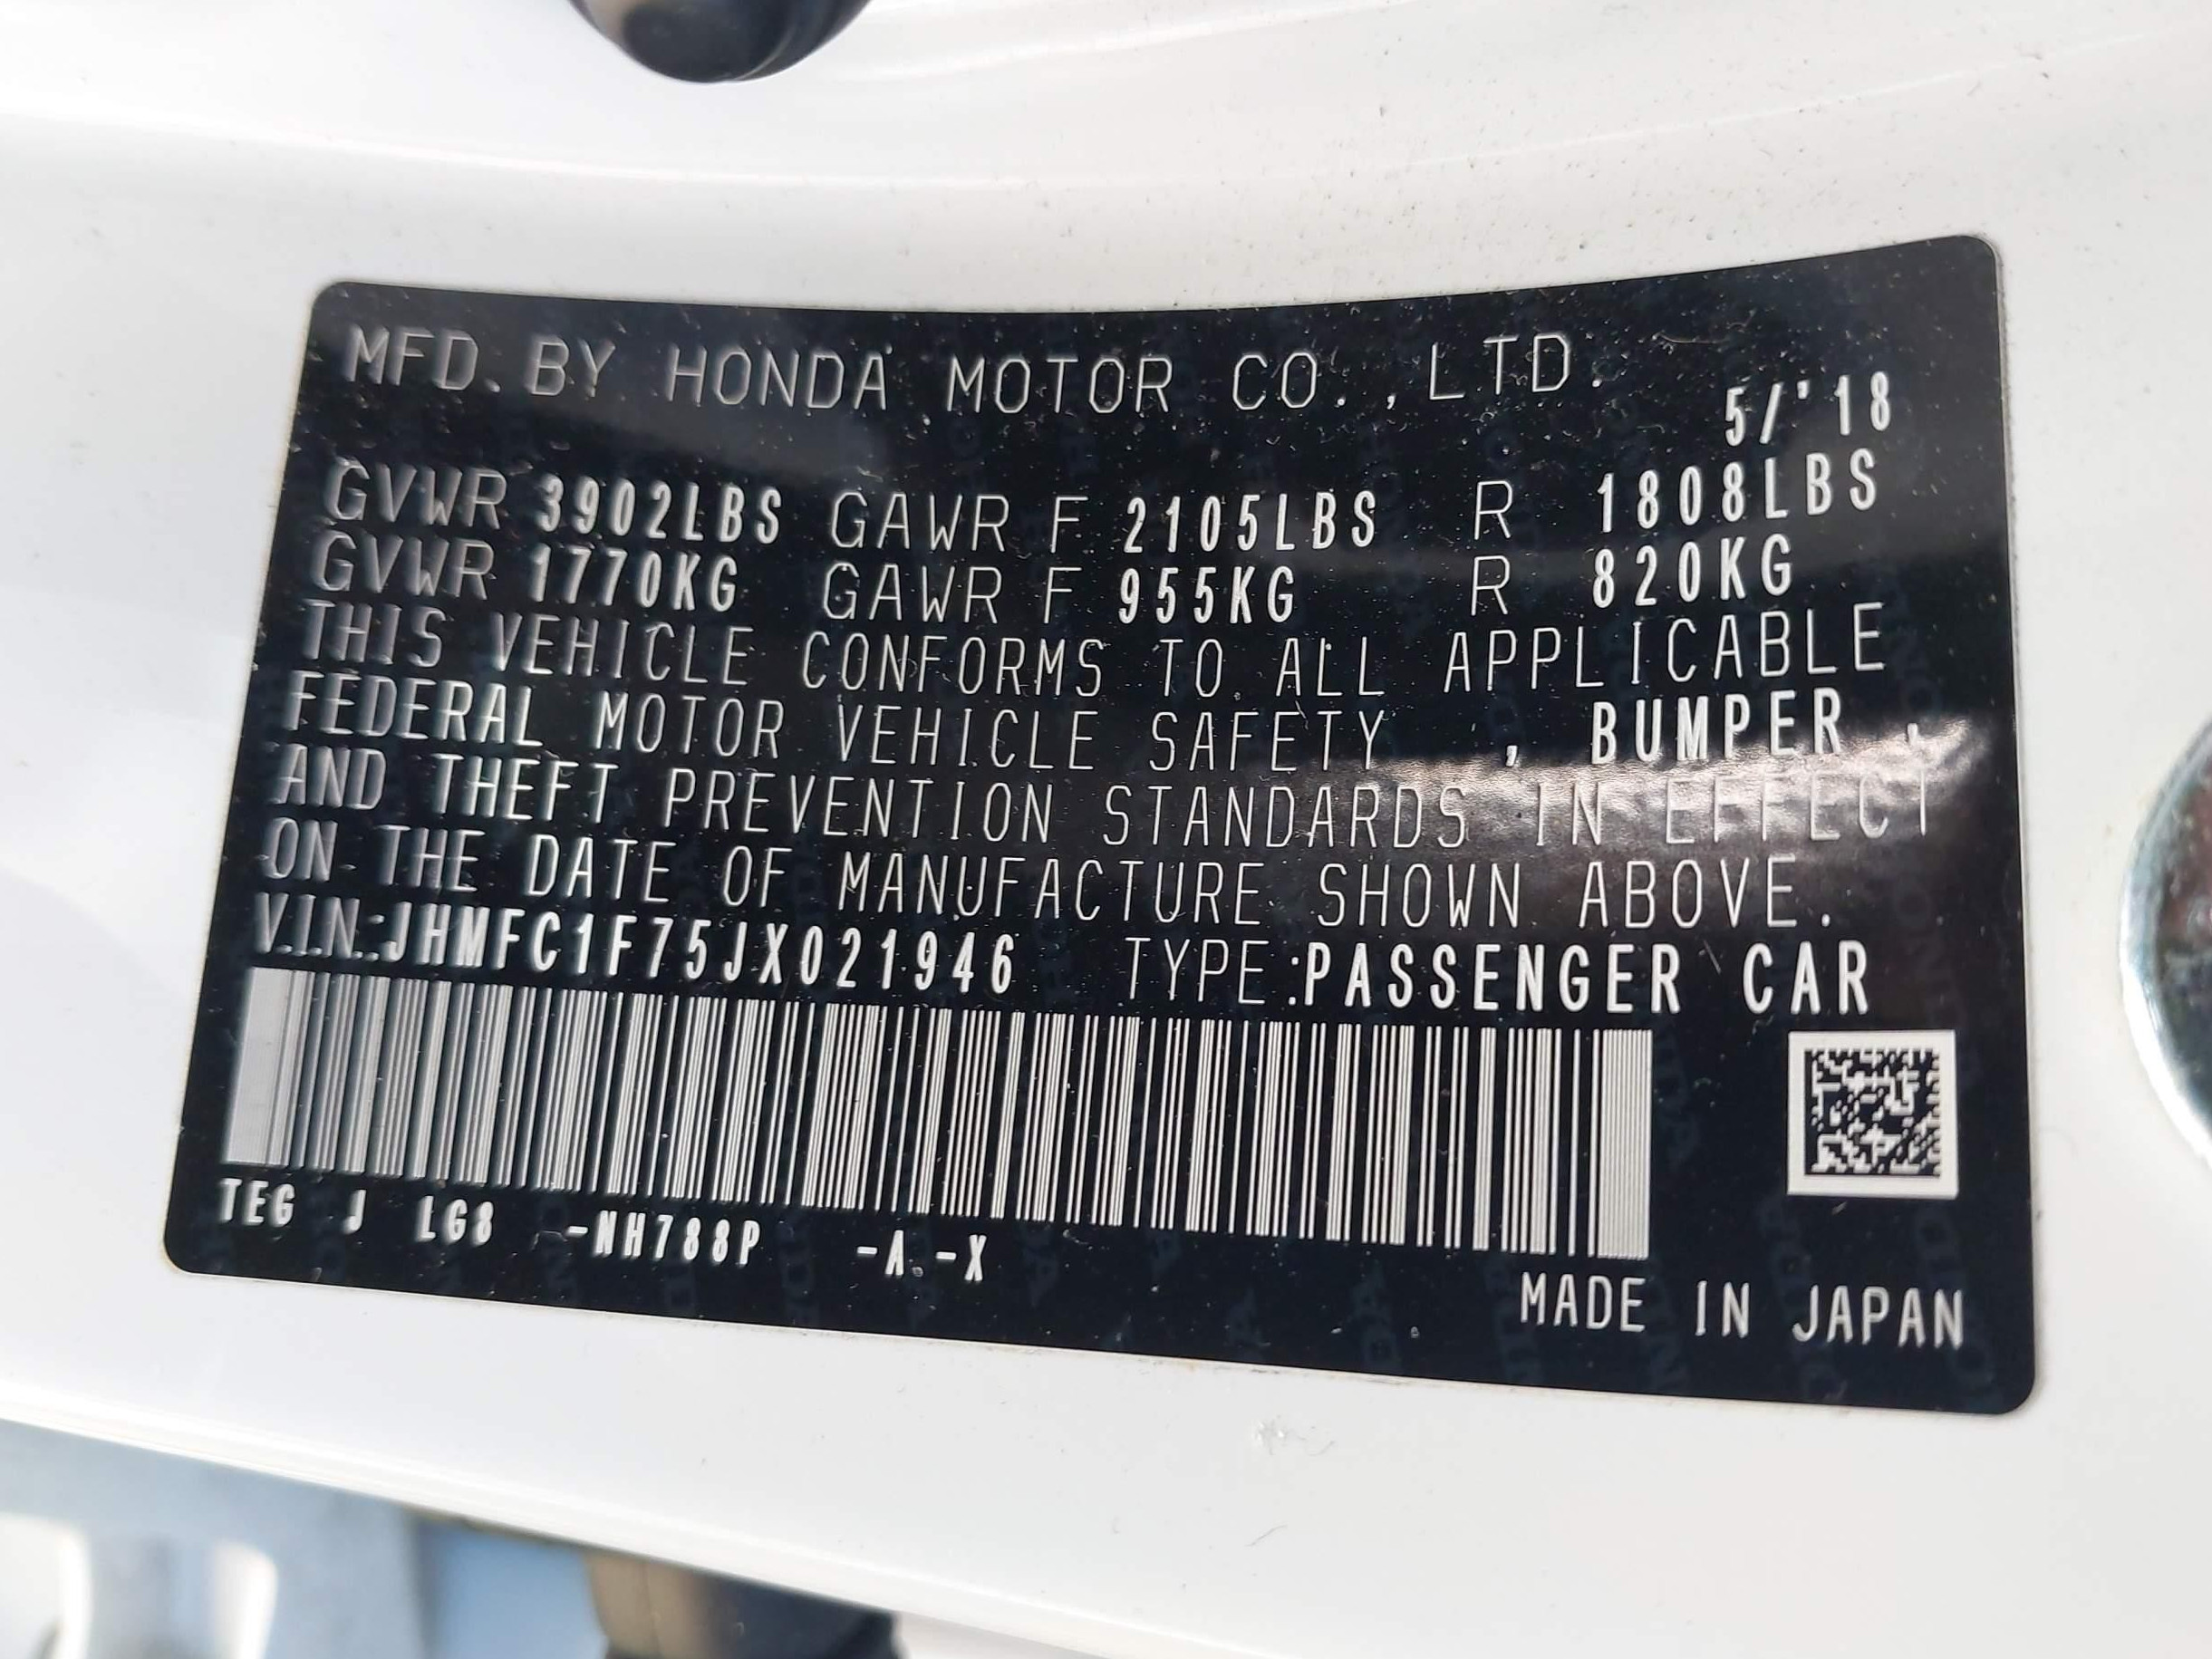 MFD. BY HONDA MOTOR CO., LTD.
5/'18
GVWR 3902LBS GAWR F 2105LBS R 1808LBS
GVWR 1770KG GAWR F 955KG R 820KG
THIS VEHICLE CONFORMS TO ALL APPLICABLE
FEDERAL MOTOR VEHICLE SAFETY , BUMPER ,
AND THEFT PREVENTION STANDARDS IN EFFECT
ON THE DATE OF MANUFACTURE SHOWN ABOVE.
V.I.N.:JHMFC1F75JX021946 TYPE:PASSENGER CAR
TEG J LG8 -NH788P -A -X
MADE IN JAPAN